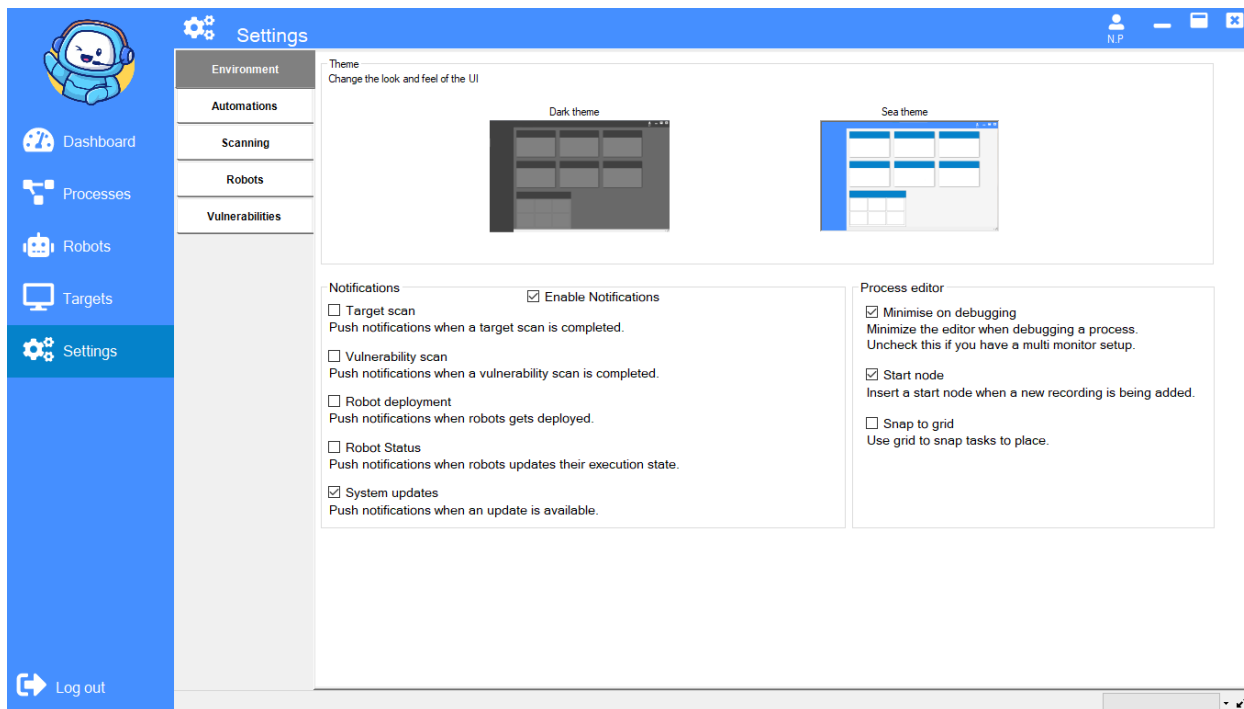 Settings
N.P
Dashboard
Processes
Robots
Targets
Settings
Log out
Environment
Automations
Scanning
Robots
Vulnerabilities
Theme
Change the look and feel of the UI
Dark theme
Sea theme
Notifications
Enable Notifications
Target scan
Push notifications when a target scan is completed.
Vulnerability scan
Push notifications when a vulnerability scan is completed.
Robot deployment
Push notifications when robots gets deployed.
Robot Status
Push notifications when robots updates their execution state.
System updates
Push notifications when an update is available.
Process editor
Minimise on debugging
Minimize the editor when debugging a process.
Uncheck this if you have a multi monitor setup.
Start node
Insert a start node when a new recording is being added.
Snap to grid
Use grid to snap tasks to place.